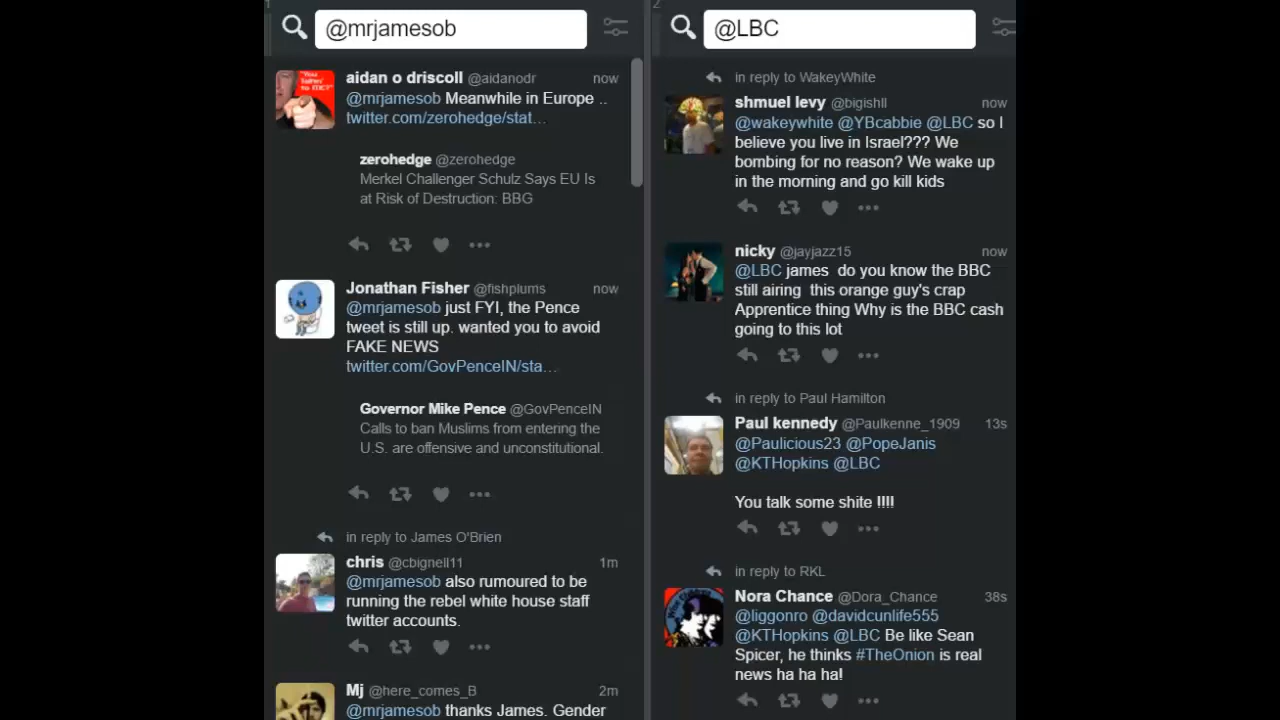 1
@mrjamesob
aidan o driscoll @aidanodr now
@mrjamesob Meanwhile in Europe ..
twitter.com/zerohedge/stat…
zerohedge @zerohedge
Merkel Challenger Schulz Says EU Is
at Risk of Destruction: BBG
Jonathan Fisher @fishplums now
@mrjamesob just FYI, the Pence
tweet is still up. wanted you to avoid
FAKE NEWS
twitter.com/GovPenceIN/sta…
Governor Mike Pence @GovPenceIN
Calls to ban Muslims from entering the
U.S. are offensive and unconstitutional.
in reply to James O'Brien
chris @cbignell11 1m
@mrjamesob also rumoured to be
running the rebel white house staff
twitter accounts.
Mj @here_comes_B 2m
@mrjamesob thanks James. Gender
2
@LBC
in reply to WakeyWhite
shmuel levy @bigishll now
@wakeywhite @YBcabbie @LBC so I
believe you live in Israel??? We
bombing for no reason? We wake up
in the morning and go kill kids
nicky @jayjazz15 now
@LBC james do you know the BBC
still airing this orange guy's crap
Apprentice thing Why is the BBC cash
going to this lot
in reply to Paul Hamilton
Paul kennedy @Paulkenne_1909 13s
@Paulicious23 @PopeJanis
@KTHopkins @LBC
You talk some shite !!!!
in reply to RKL
Nora Chance @Dora_Chance 38s
@liggonro @davidcunlife555
@KTHopkins @LBC Be like Sean
Spicer, he thinks #TheOnion is real
news ha ha ha!